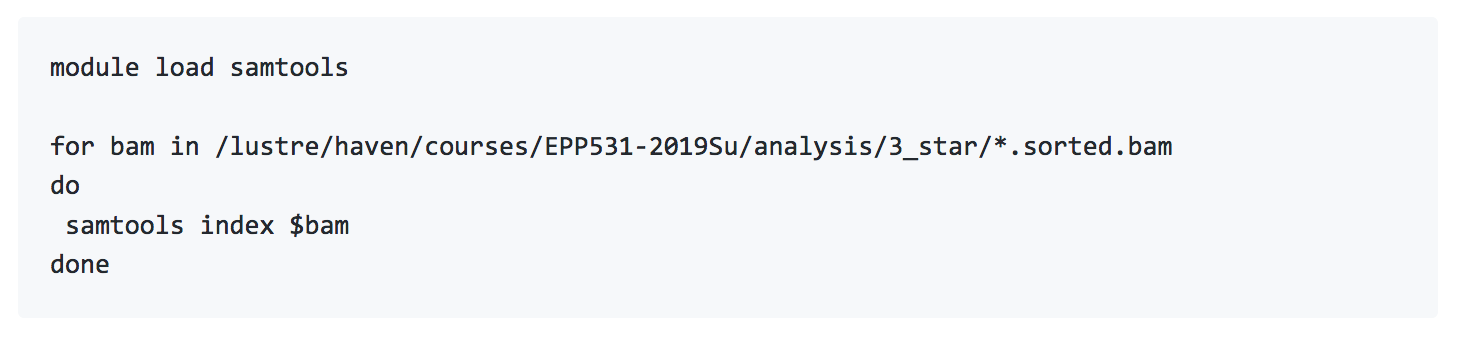 module load samtools
for bam in /lustre/haven/courses/EPP531-2019Su/analysis/3_star/*.sorted.bam
do
 samtools index $bam
done